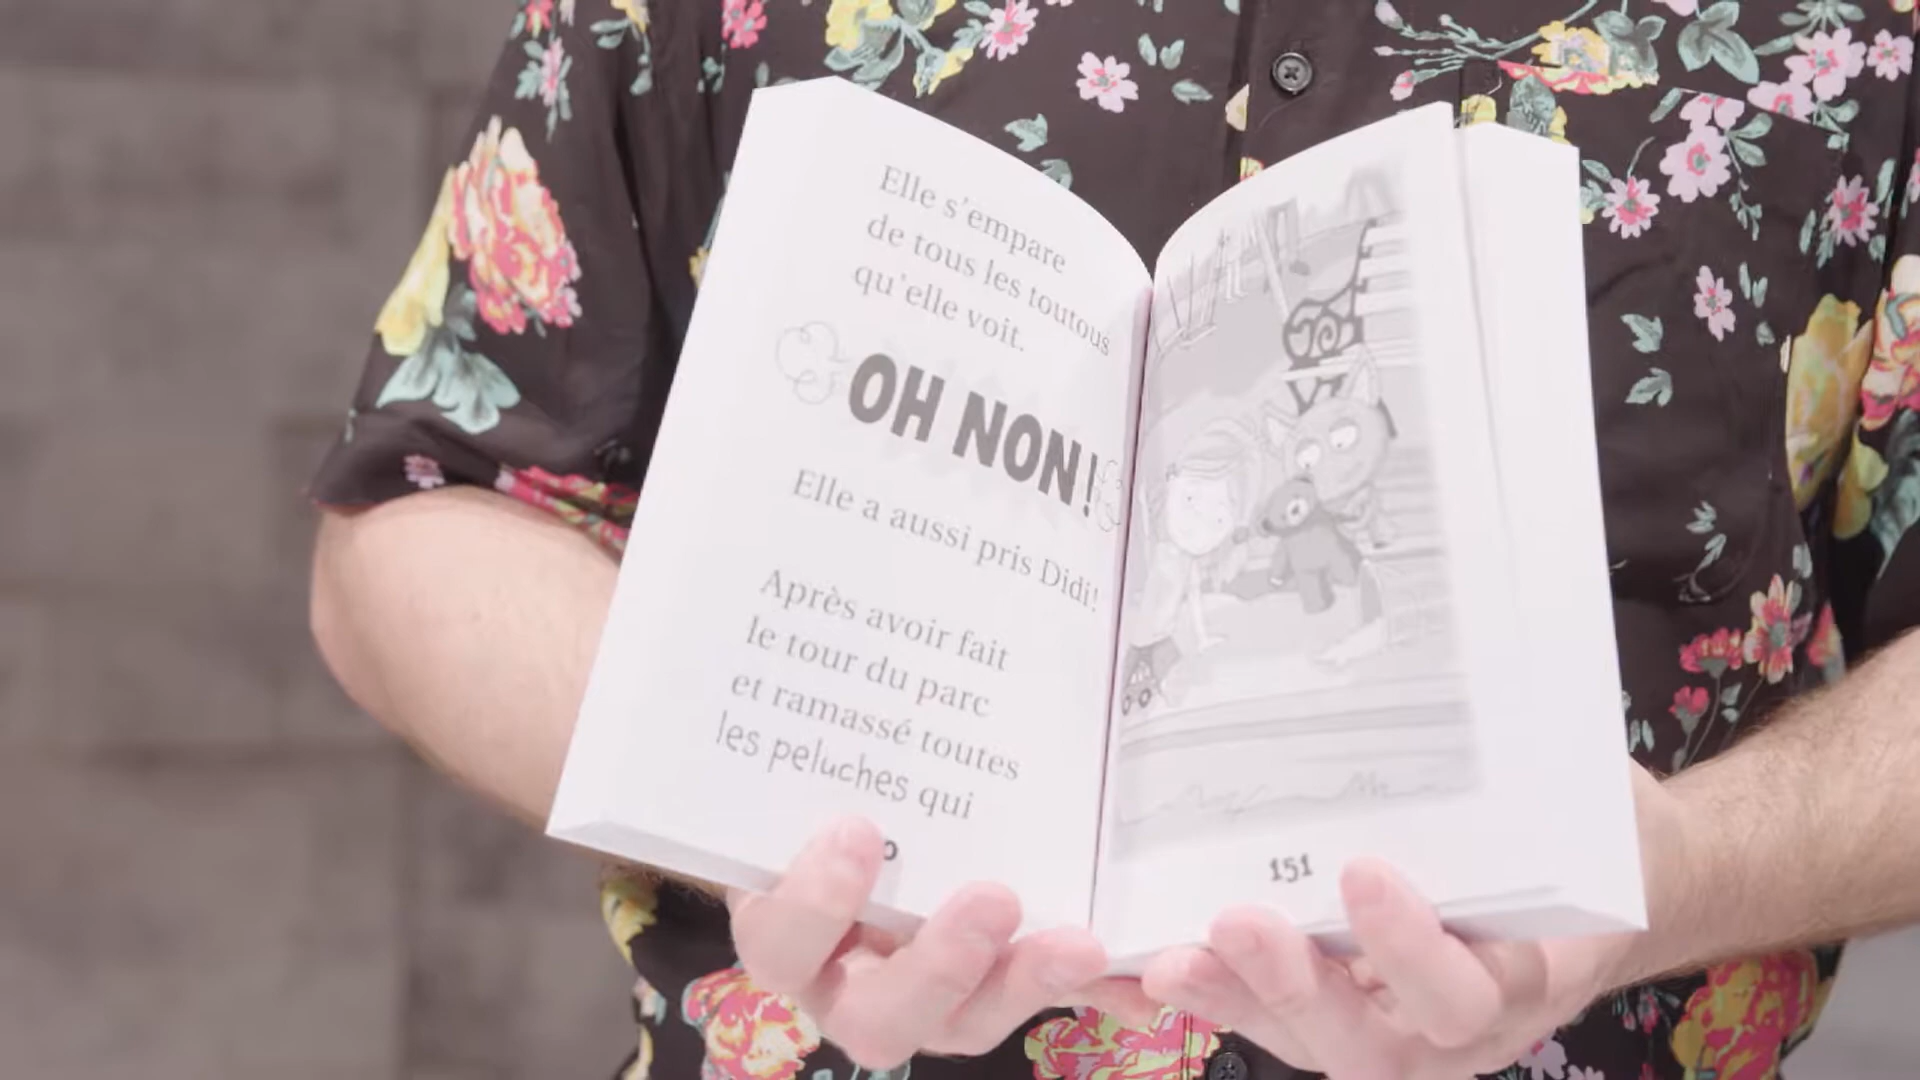 Elle s'empare
de tous les toutous
qu'elle voit.
OH NON!
Elle a aussi pris Didi!
Après avoir fait
le tour du parc
et ramassé toutes
les peluches qui
151